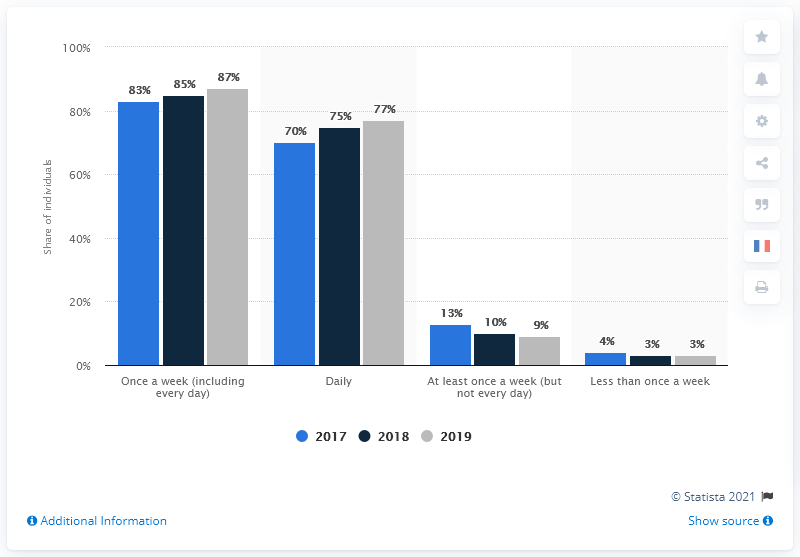 100%
80%
60%
40%
20%
0%
Share of individuals
83%
85%
87%
70%
75%
77%
13%
10%
9%
4%
3%
3%
Once a week (including
every day)
Daily
At least once a week (but
not every day)
Less than once a week
2017 2018 2019
© Statista 2021
Additional Information
Show source